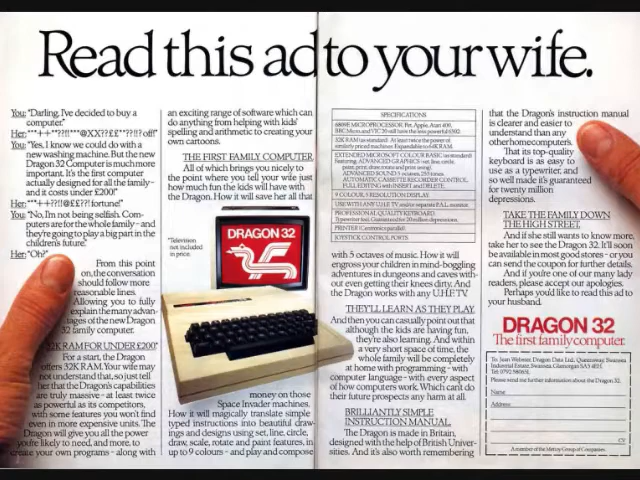 Read this ad to your wife.
You: "Darling, I've decided to buy a
computer."
You: "Yes, I know we could do with a
new washing machine. But the new
Dragon 32 Computer is much more
important. It's the first computer
actually designed for all the family -
and it costs under £200!"
You: "No, I'm not being selfish. Com-
puters are for the whole family - and
they're going to play a big part in the
children's future."
Her: "Oh?"
From this point
on, the conversation
should follow more
reasonable lines.
Allowing you to fully
explain the many advan-
tages of the new Dragon
32 family computer.
32K RAM FOR UNDER £200!
For a start, the Dragon
offers 32K RAM. Your wife may
not understand that, so just tell
her that the Dragon's capabilities
are truly massive - at least twice
as powerful as its competitors,
with some features you won't find
even in more expensive units. The
Dragon will give you all the power
you're likely to need, and more, to
create your own programs - along with
an exciting range of software which can
do anything from helping with kids'
spelling and arithmetic to creating your
own cartoons.
THE FIRST FAMILY COMPUTER.
All of which brings you nicely to
the point where you tell your wife just
how much fun the kids will have with
the Dragon. How it will save her all that
*Television
not included
in price.
DRAGON 32
money on those
Space Invader machines.
How it will magically translate simple
typed instructions into beautiful draw-
ings and designs using set, line, circle,
draw, scale, rotate and paint features, in
up to 9 colours - and play and compose
SPECIFICATIONS
6809E MICROPROCESSOR. Pet, Apple, Atari 400,
BBC Micro and VIC 20 still have the less powerful 6502.
32K RAM (as standard). At least twice the power of
similarly priced machines. Expandable to 64K RAM.
EXTENDED MICROSOFT COLOUR BASIC (as standard)
Featuring: ADVANCED GRAPHICS (set, line, circle,
paint, print, draw, rotate and print using).
ADVANCED SOUND 5 octaves, 255 tones.
AUTOMATIC CASSETTE RECORDER CONTROL.
FULL EDITING with INSERT and DELETE.
9 COLOUR, 5 RESOLUTION DISPLAY.
USE WITH ANY U.H.F. TV and/or separate P.A.L. monitor.
PROFESSIONAL QUALITY KEYBOARD.
Typewriter feel. Guaranteed for 20 million depressions.
PRINTER (Centronics parallel).
JOYSTICK CONTROL PORTS.
with 5 octaves of music. How it will
engross your children in mind-boggling
adventures in dungeons and caves with-
out even getting their knees dirty. And
the Dragon works with any U.H.F. TV.
THEY'LL LEARN AS THEY PLAY.
And then you can casually point out that
although the kids are having fun,
they're also learning. And within
a very short space of time, the
whole family will be completely
at home with programming - with
computer language - with every aspect
of how computers work. Which can do
their future prospects any harm at all.
BRILLIANTLY SIMPLE
INSTRUCTION MANUAL.
The Dragon is made in Britain,
designed with the help of British Univer-
sities. And it's also worth remembering
that the Dragon's instruction manual
is clearer and easier to
understand than any
other home computers.
That its top-quality
keyboard is as easy to
use as a typewriter, and
so well made it's guaranteed
for twenty million
depressions.
TAKE THE FAMILY DOWN
THE HIGH STREET.
And if she still wants to know more,
take her to see the Dragon 32. It'll soon
be available in most good stores - or you
can send the coupon for further details.
And if you're one of our many lady
readers, please accept our apologies.
Perhaps you'd like to read this ad to
your husband.
DRAGON 32
The first family computer.
To: Jean Webster, Dragon Data Ltd., Queensway, Swansea
Industrial Estate, Swansea, Glamorgan SA5 4EH.
Please send me further information about the Dragon 32.
Name
Address
A member of the Mettoy Group of Companies.